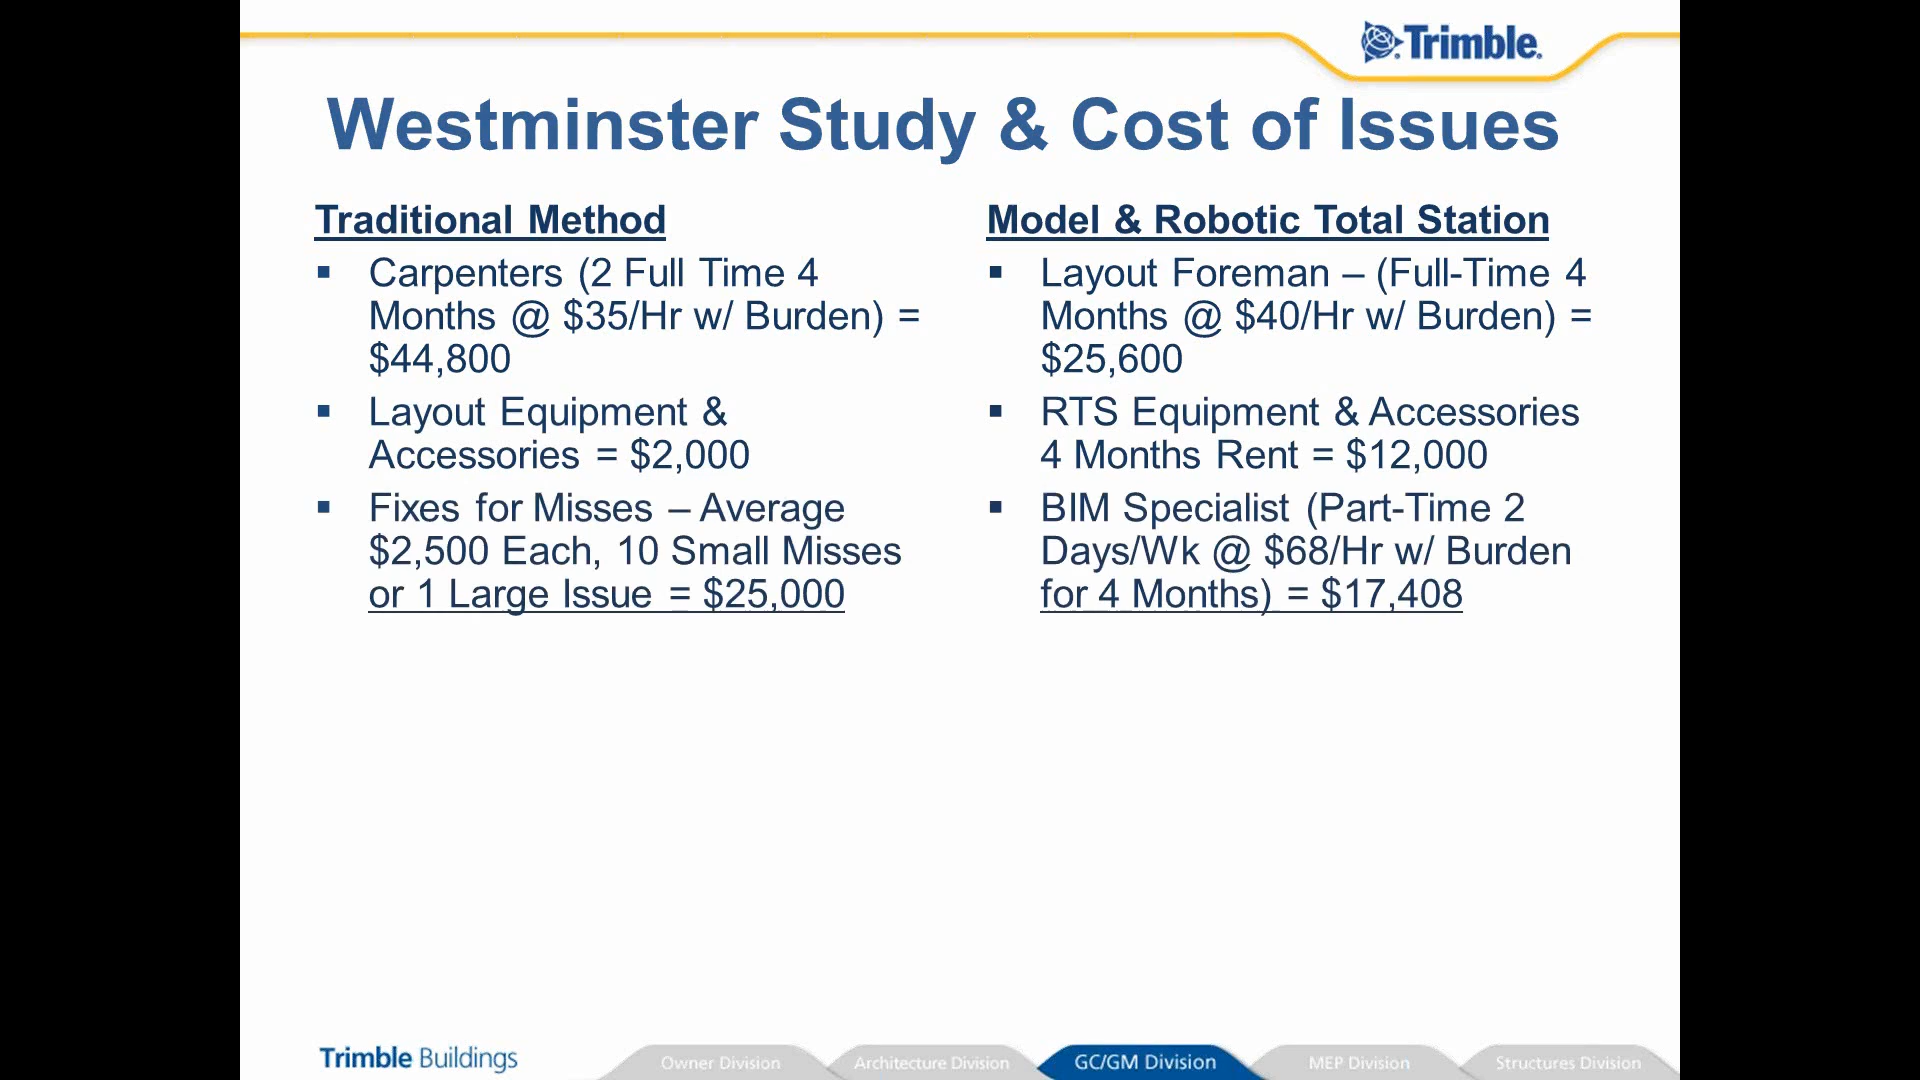 Trimble.
Westminster Study & Cost of Issues
Traditional Method
▪ Carpenters (2 Full Time 4
Months @ $35/Hr w/ Burden) =
$44,800
▪ Layout Equipment &
Accessories = $2,000
▪ Fixes for Misses – Average
$2,500 Each, 10 Small Misses
or 1 Large Issue = $25,000
Model & Robotic Total Station
▪ Layout Foreman – (Full-Time 4
Months @ $40/Hr w/ Burden) =
$25,600
▪ RTS Equipment & Accessories
4 Months Rent = $12,000
▪ BIM Specialist (Part-Time 2
Days/Wk @ $68/Hr w/ Burden
for 4 Months) = $17,408
Trimble Buildings
Owner Division
Architecture Division
GC/GM Division
MEP Division
Structures Division